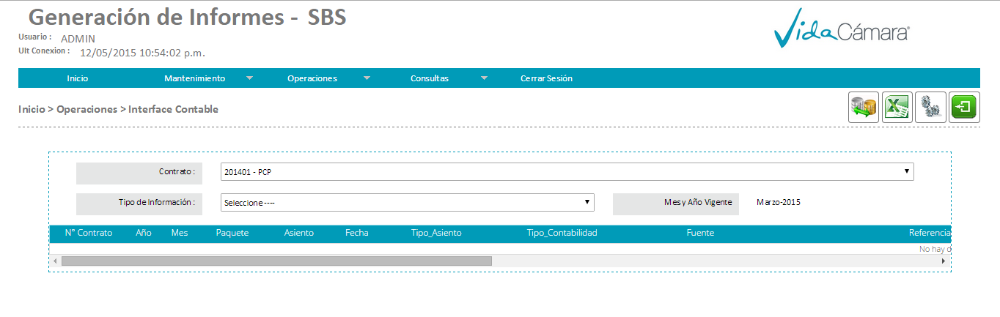 Generación de Informes - SBS
Usuario : ADMIN
Ult Conexion : 12/05/2015 10:54:02 p.m.
VidaCámara®
Inicio Mantenimiento Operaciones Consultas Cerrar Sesión
Inicio > Operaciones > Interface Contable
Contrato : 201401 - PCP
Tipo de Información : Seleccione ---- Mes y Año Vigente Marzo-2015
N° Contrato Año Mes Paquete Asiento Fecha Tipo_Asiento Tipo_Contabilidad Fuente Referencia
No hay d